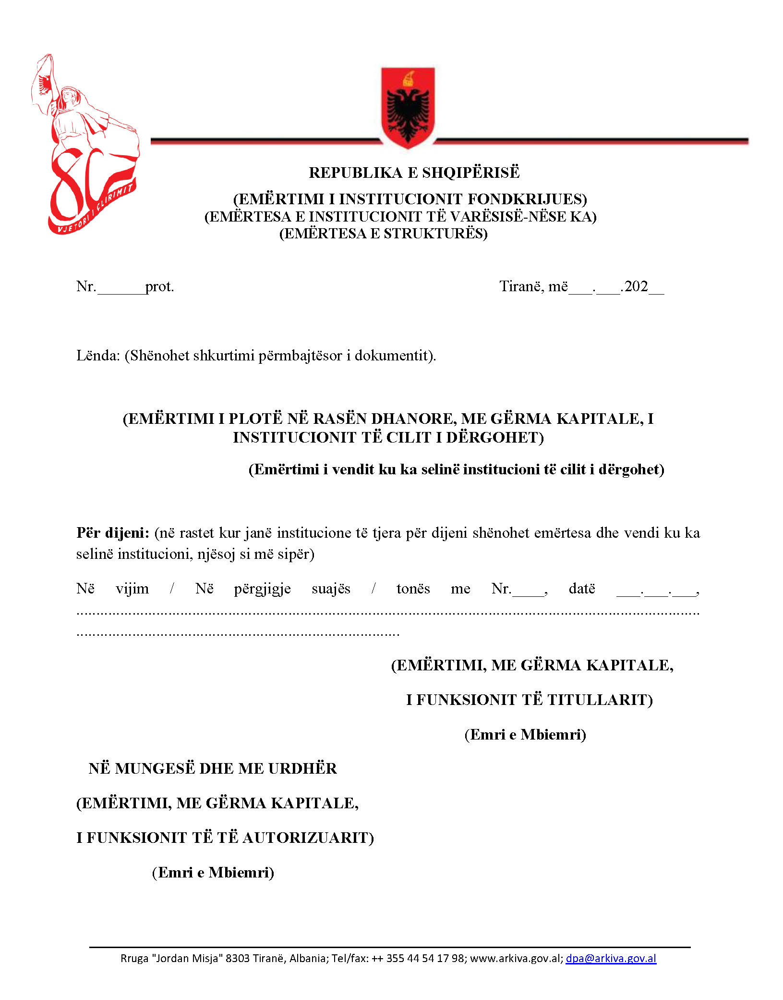 VJETORI I ÇLIRIMIT
REPUBLIKA E SHQIPËRISË
(EMËRTIMI I INSTITUCIONIT FONDKRIJUES)
(EMËRTESA E INSTITUCIONIT TË VARËSISË-NËSE KA)
(EMËRTESA E STRUKTURËS)
Nr.______prot. Tiranë, më___.___.202__
Lënda: (Shënohet shkurtimi përmbajtësor i dokumentit).
(EMËRTIMI I PLOTË NË RASËN DHANORE, ME GËRMA KAPITALE, I
INSTITUCIONIT TË CILIT I DËRGOHET)
(Emërtimi i vendit ku ka selinë institucioni të cilit i dërgohet)
Për dijeni: (në rastet kur janë institucione të tjera për dijeni shënohet emërtesa dhe vendi ku ka
selinë institucioni, njësoj si më sipër)
Në vijim / Në përgjigje suajës / tonës me Nr.____, datë ___.___.___,
............................................................................................................................................................
.................................................................................
(EMËRTIMI, ME GËRMA KAPITALE,
I FUNKSIONIT TË TITULLARIT)
(Emri e Mbiemri)
NË MUNGESË DHE ME URDHËR
(EMËRTIMI, ME GËRMA KAPITALE,
I FUNKSIONIT TË TË AUTORIZUARIT)
(Emri e Mbiemri)
Rruga "Jordan Misja" 8303 Tiranë, Albania; Tel/fax: ++ 355 44 54 17 98; www.arkiva.gov.al; dpa@arkiva.gov.al